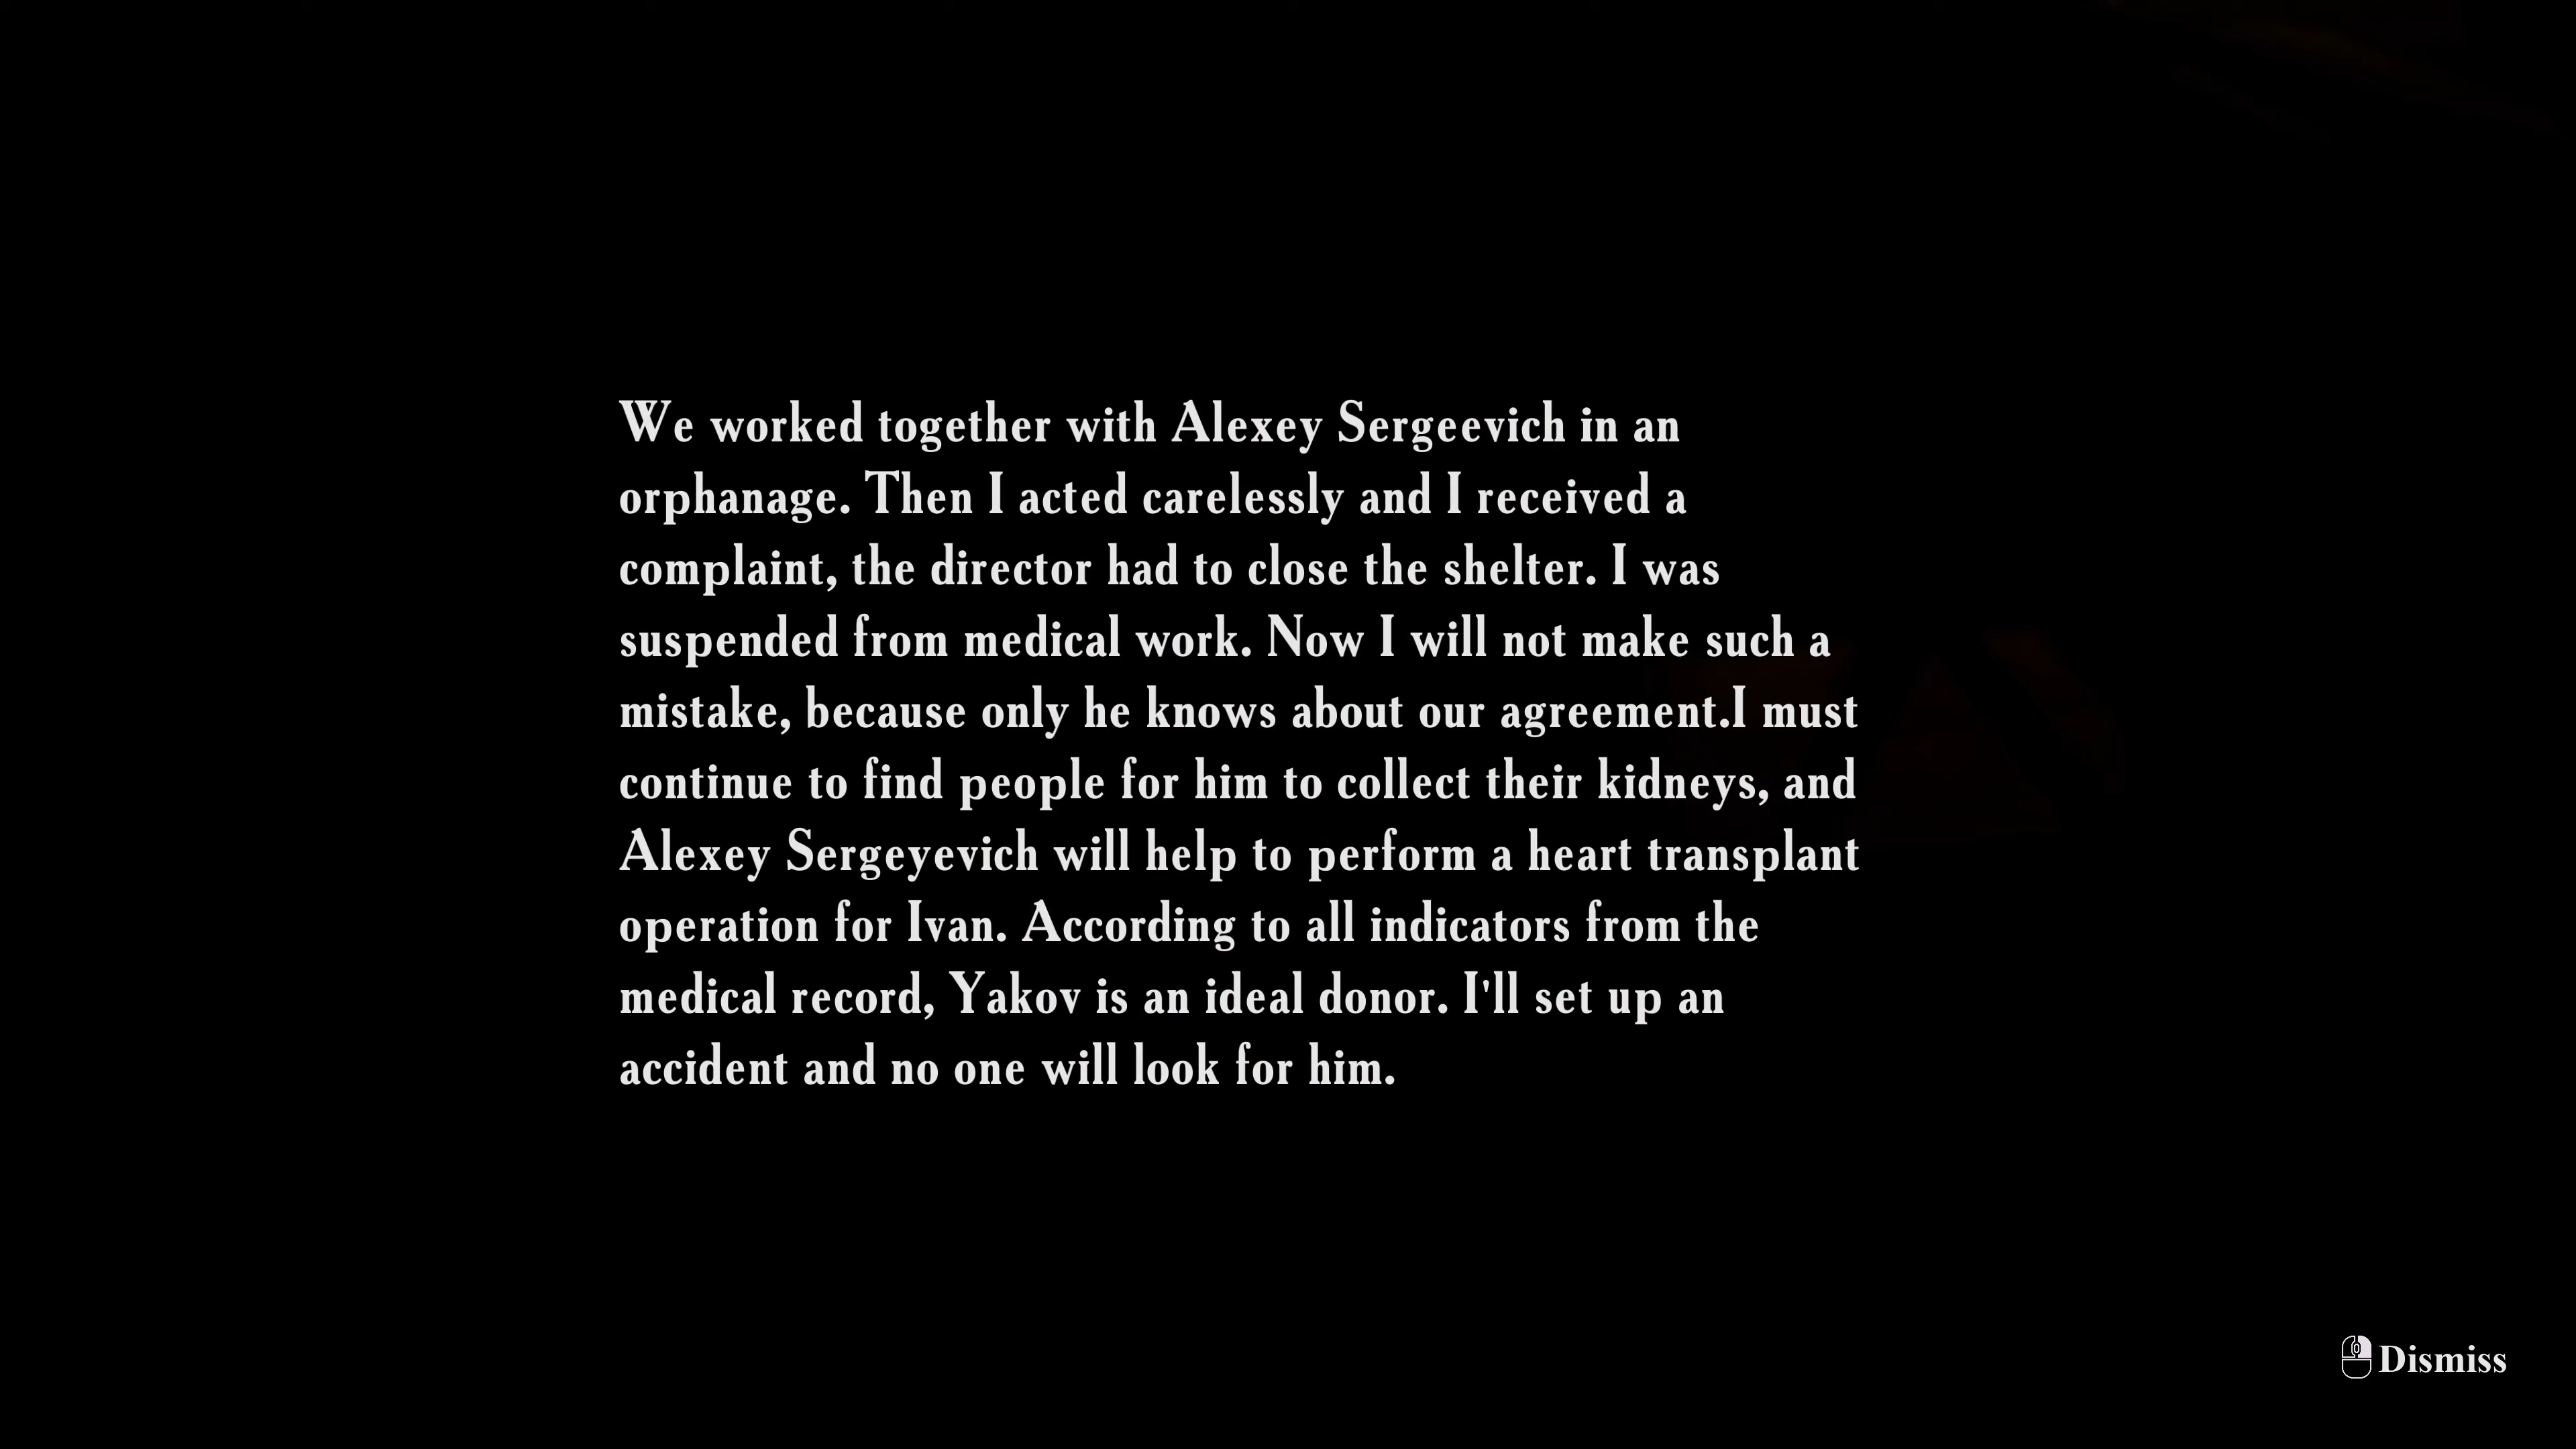 We worked together with Alexey Sergeevich in an
orphanage. Then I acted carelessly and I received a
complaint, the director had to close the shelter. I was
suspended from medical work. Now I will not make such a
mistake, because only he knows about our agreement.I must
continue to find people for him to collect their kidneys, and
Alexey Sergeyevich will help to perform a heart transplant
operation for Ivan. According to all indicators from the
medical record, Yakov is an ideal donor. I'll set up an
accident and no one will look for him.
Dismiss